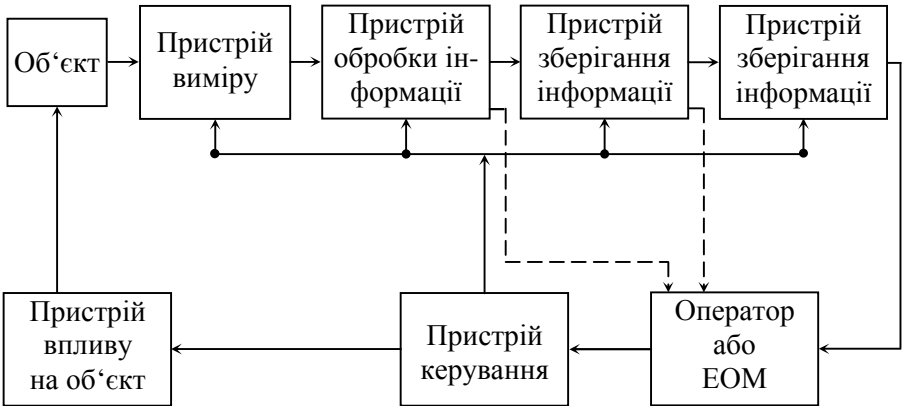 Об‘єкт
Пристрій
виміру
Пристрій
обробки ін-
формації
Пристрій
зберігання
інформації
Пристрій
зберігання
інформації
Пристрій
впливу
на об‘єкт
Пристрій
керування
Оператор
або
ЕОМ